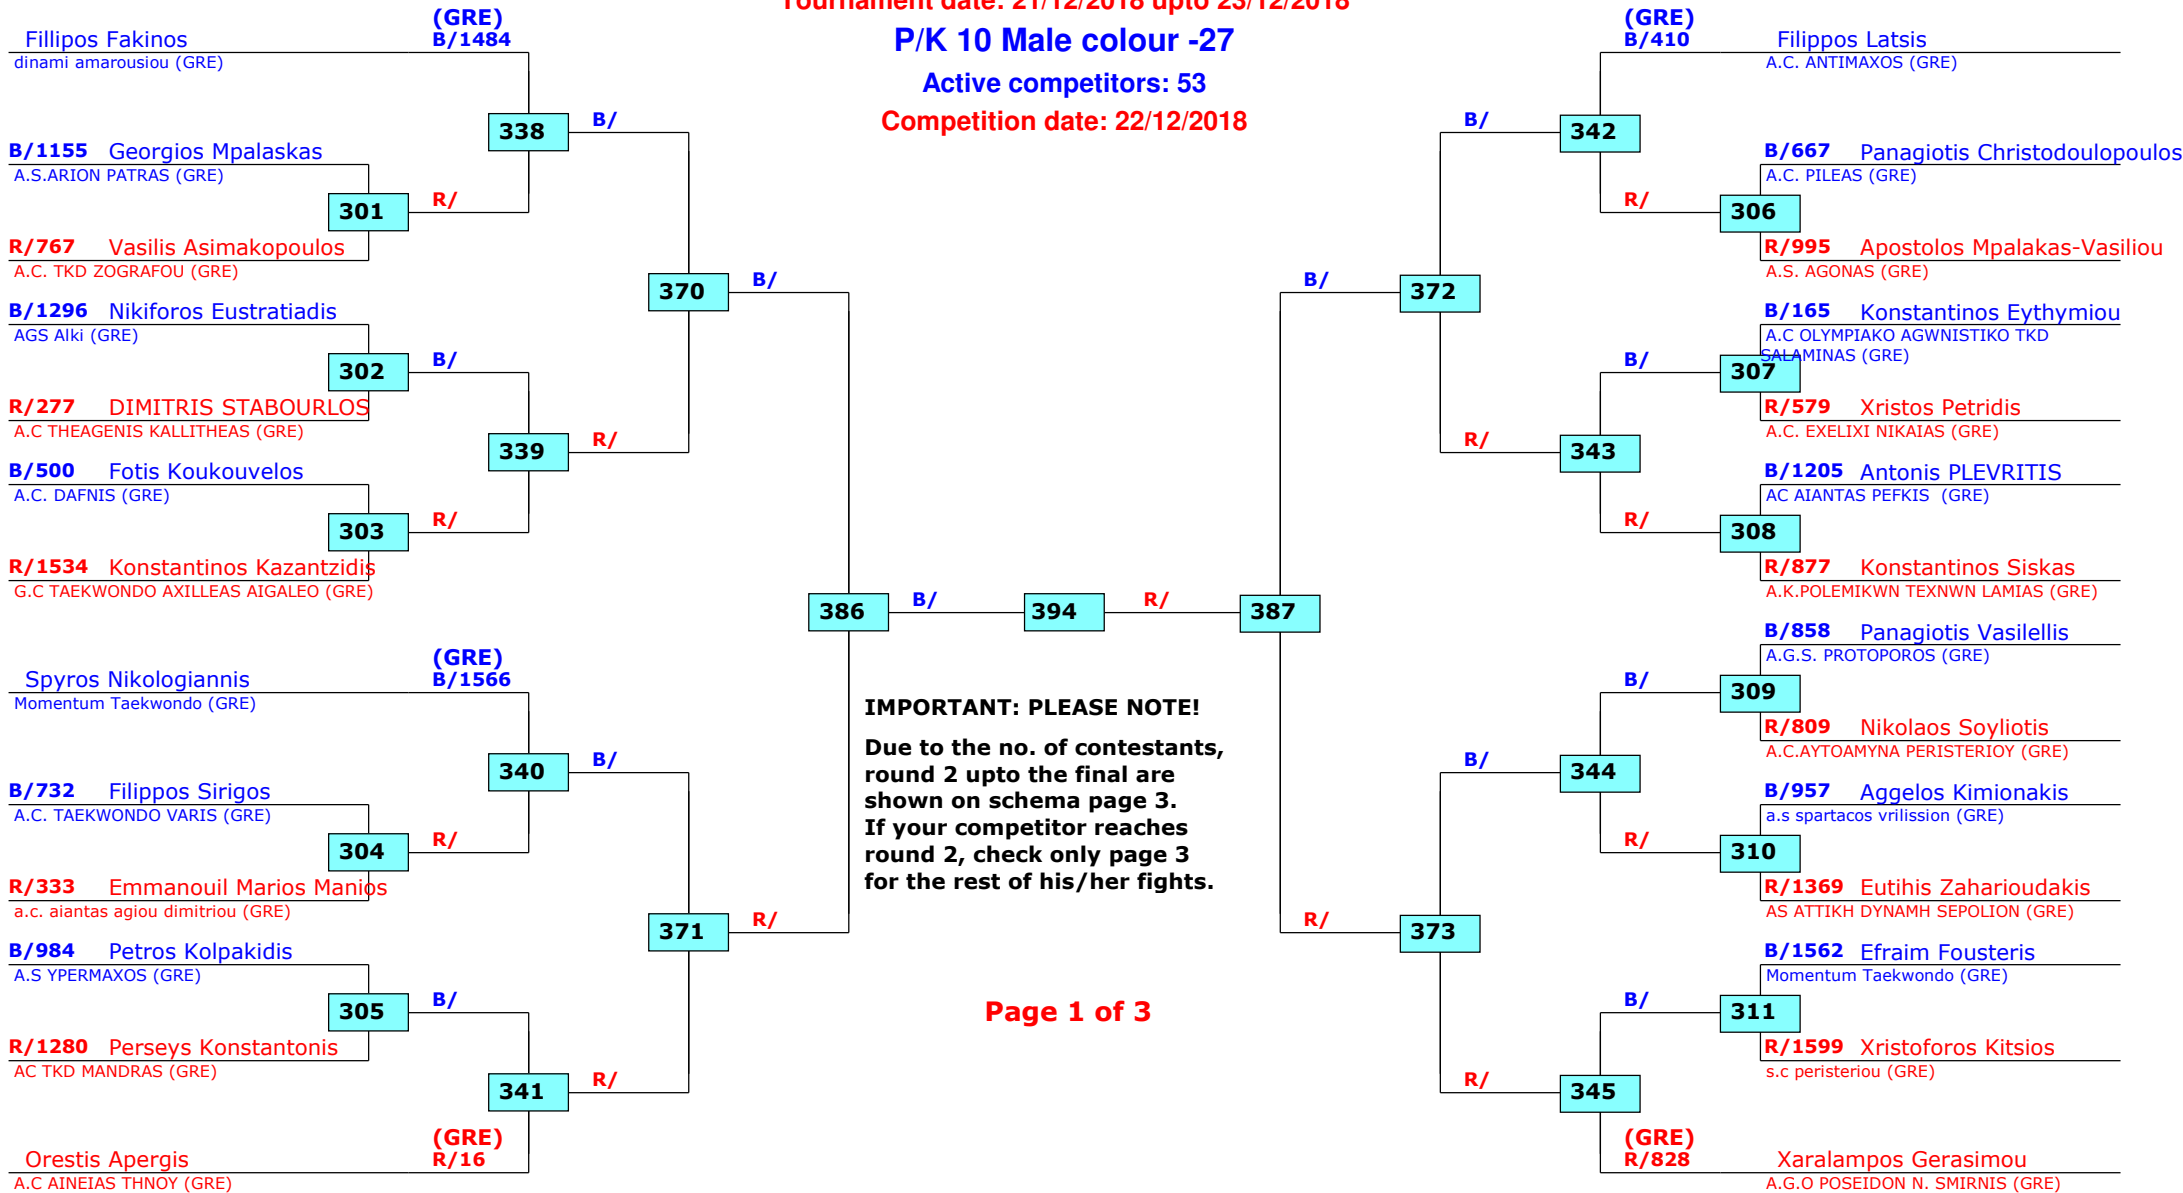 Tournament date: 21/12/2018 upto 23/12/2018
P/K 10 Male colour -27
Active competitors: 53
Competition date: 22/12/2018
(GRE)
Fillipos Fakinos B/1484
dinami amarousiou (GRE)
338 B/
B/1155 Georgios Mpalaskas
A.S.ARION PATRAS (GRE)
301 R/
R/767 Vasilis Asimakopoulos
A.C. TKD ZOGRAFOU (GRE)
370 B/
B/1296 Nikiforos Eustratiadis
AGS Alki (GRE)
302 B/
R/277 DIMITRIS STABOURLOS
A.C THEAGENIS KALLITHEAS (GRE)
339 R/
B/500 Fotis Koukouvelos
A.C. DAFNIS (GRE)
303 R/
R/1534 Konstantinos Kazantzidis
G.C TAEKWONDO AXILLEAS AIGALEO (GRE)
386 B/ 394 R/ 387
(GRE)
Spyros Nikologiannis B/1566
Momentum Taekwondo (GRE)
340 B/
B/732 Filippos Sirigos
A.C. TAEKWONDO VARIS (GRE)
304 R/
R/333 Emmanouil Marios Manios
a.c. aiantas agiou dimitriou (GRE)
371 R/
B/984 Petros Kolpakidis
A.S YPERMAXOS (GRE)
305 B/
R/1280 Perseys Konstantonis
AC TKD MANDRAS (GRE)
341 R/
(GRE)
Orestis Apergis R/16
A.C AINEIAS THNOY (GRE)
IMPORTANT: PLEASE NOTE!
Due to the no. of contestants,
round 2 upto the final are
shown on schema page 3.
If your competitor reaches
round 2, check only page 3
for the rest of his/her fights.
Page 1 of 3
(GRE)
B/410 Filippos Latsis
A.C. ANTIMAXOS (GRE)
B/ 342
B/667 Panagiotis Christodoulopoulos
A.C. PILEAS (GRE)
R/ 306
R/995 Apostolos Mpalakas-Vasiliou
A.S. AGONAS (GRE)
B/ 372
B/165 Konstantinos Eythymiou
A.C OLYMPIAKO AGWNISTIKO TKD
SALAMINAS (GRE)
B/ 307
R/579 Xristos Petridis
A.C. EXELIXI NIKAIAS (GRE)
R/ 343
B/1205 Antonis PLEVRITIS
AC AIANTAS PEFKIS (GRE)
R/ 308
R/877 Konstantinos Siskas
A.K.POLEMIKWN TEXNWN LAMIAS (GRE)
B/858 Panagiotis Vasilellis
A.G.S. PROTOPOROS (GRE)
B/ 309
R/809 Nikolaos Soyliotis
A.C.AYTOAMYNA PERISTERIOY (GRE)
B/ 344
B/957 Aggelos Kimionakis
a.s spartacos vrilission (GRE)
R/ 310
R/1369 Eutihis Zaharioudakis
AS ATTIKH DYNAMH SEPOLION (GRE)
R/ 373
B/1562 Efraim Fousteris
Momentum Taekwondo (GRE)
B/ 311
R/1599 Xristoforos Kitsios
s.c peristeriou (GRE)
R/ 345
(GRE)
R/828 Xaralampos Gerasimou
A.G.O POSEIDON N. SMIRNIS (GRE)